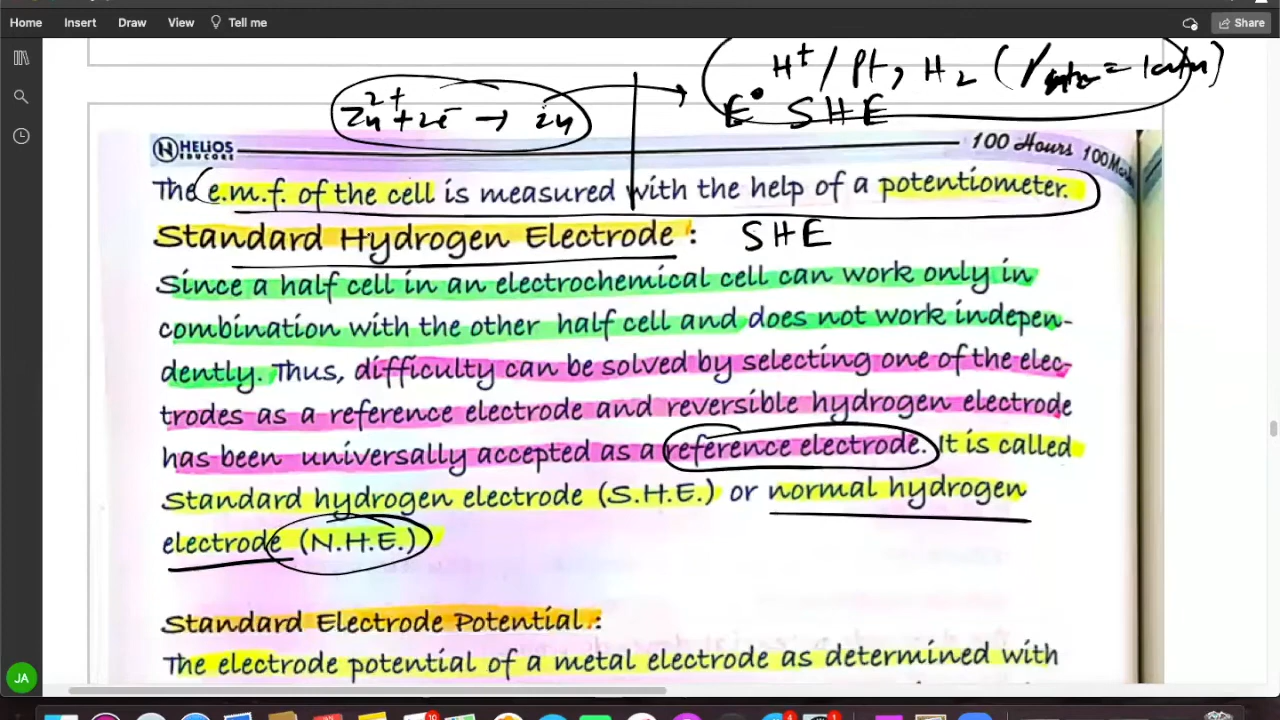 Home Insert Draw View Tell me Share
H⁺ / Pt, H₂ (
Zn²⁺ + 2e⁻ → Zn
E° SHE
HELIOS
EDUCORE
100 Hours 100
The e.m.f. of the cell is measured with the help of a potentiometer.
Standard Hydrogen Electrode : SHE
Since a half cell in an electrochemical cell can work only in
combination with the other half cell and does not work indepen-
dently. Thus, difficulty can be solved by selecting one of the elec-
trodes as a reference electrode and reversible hydrogen electrode
has been universally accepted as a reference electrode. It is called
Standard hydrogen electrode (S.H.E.) or normal hydrogen
electrode (N.H.E.)
Standard Electrode Potential :
The electrode potential of a metal electrode as determined with
JA